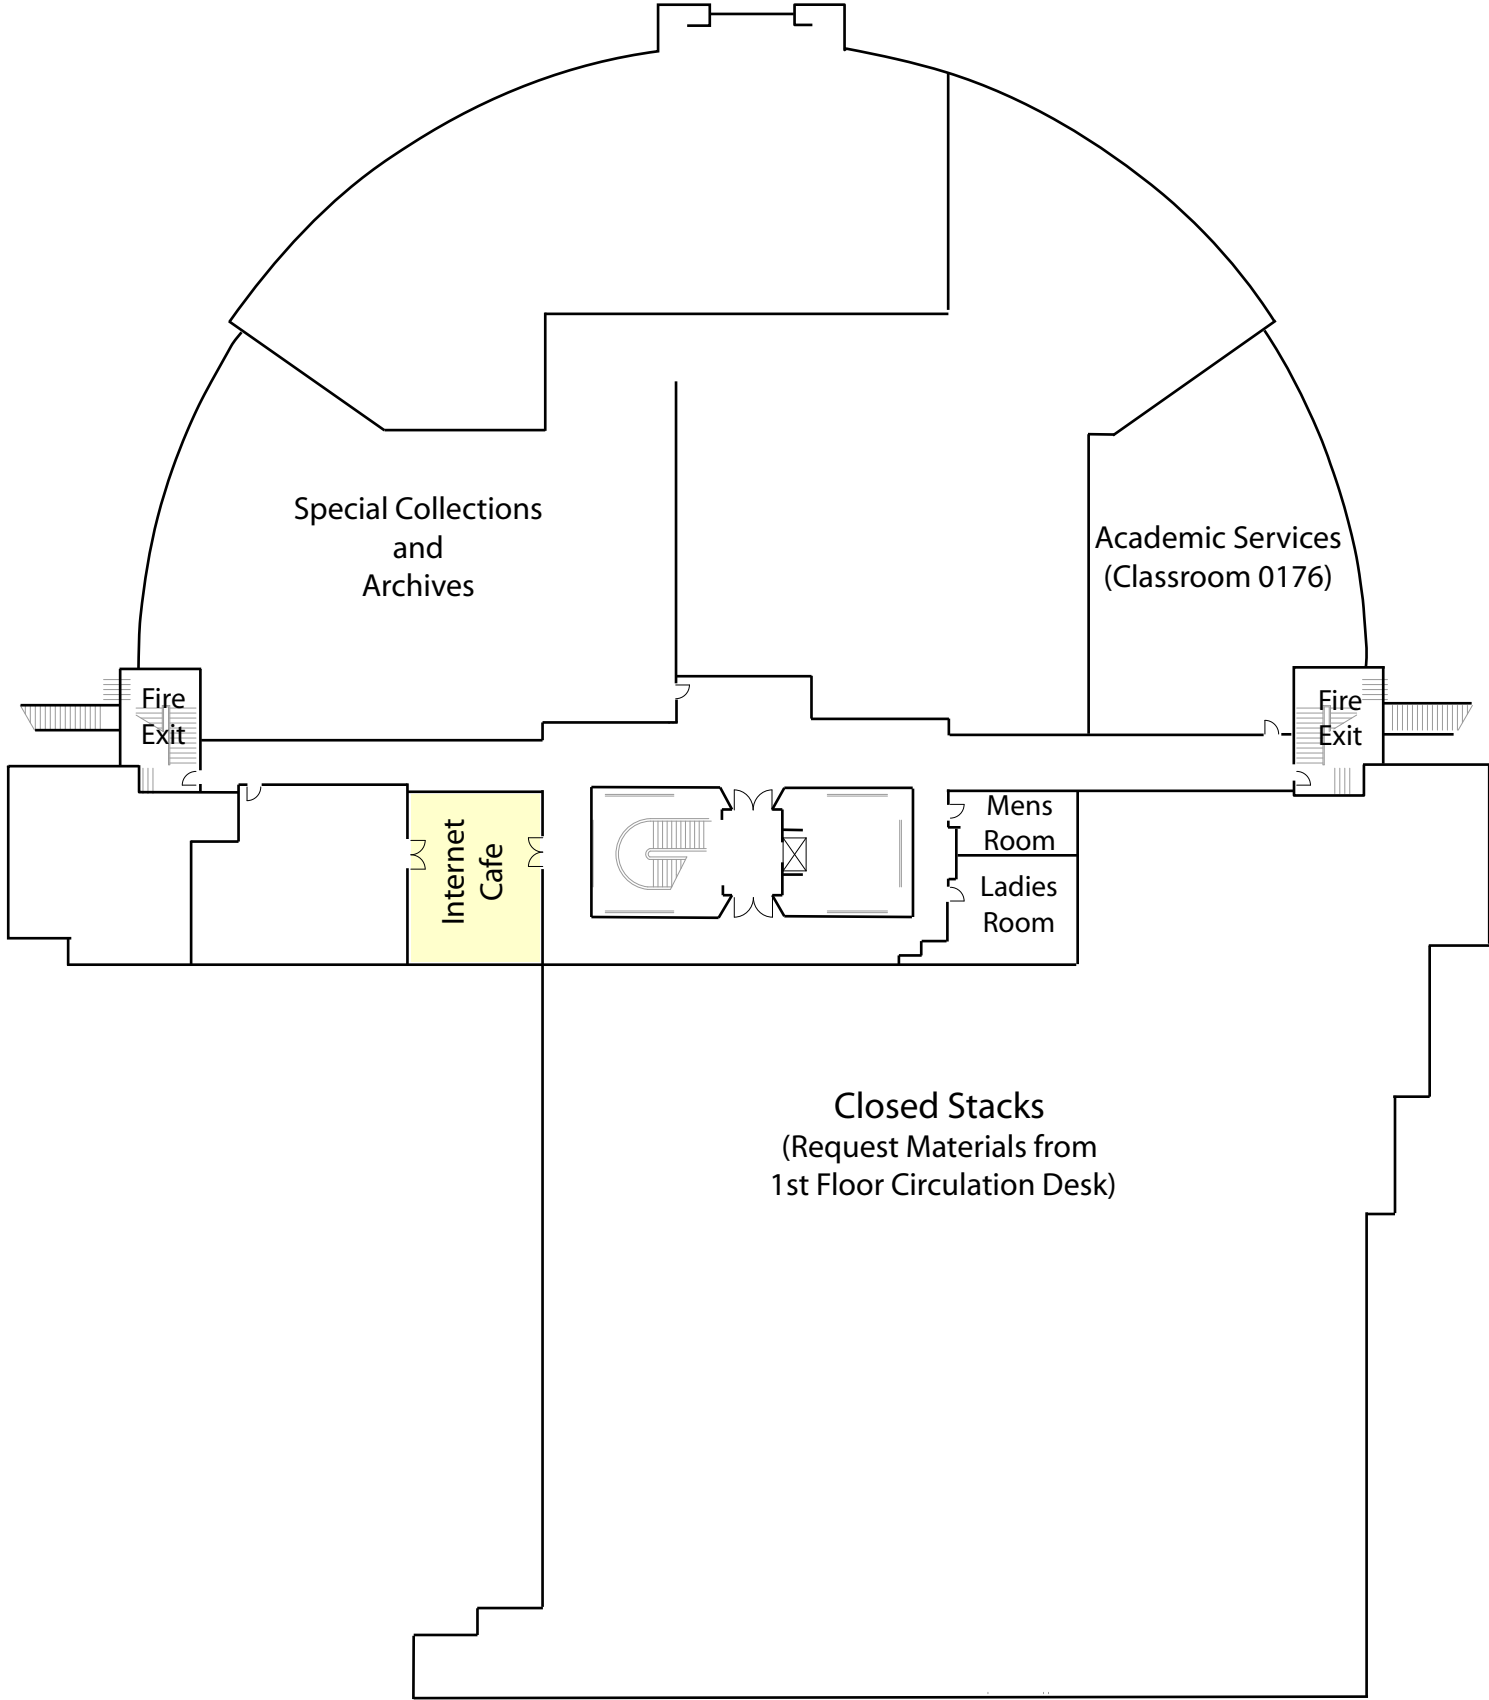 Special Collections
and
Archives
Academic Services
(Classroom 0176)
Fire
Exit
Fire
Exit
Internet
Cafe
Mens
Room
Ladies
Room
Closed Stacks
(Request Materials from
1st Floor Circulation Desk)